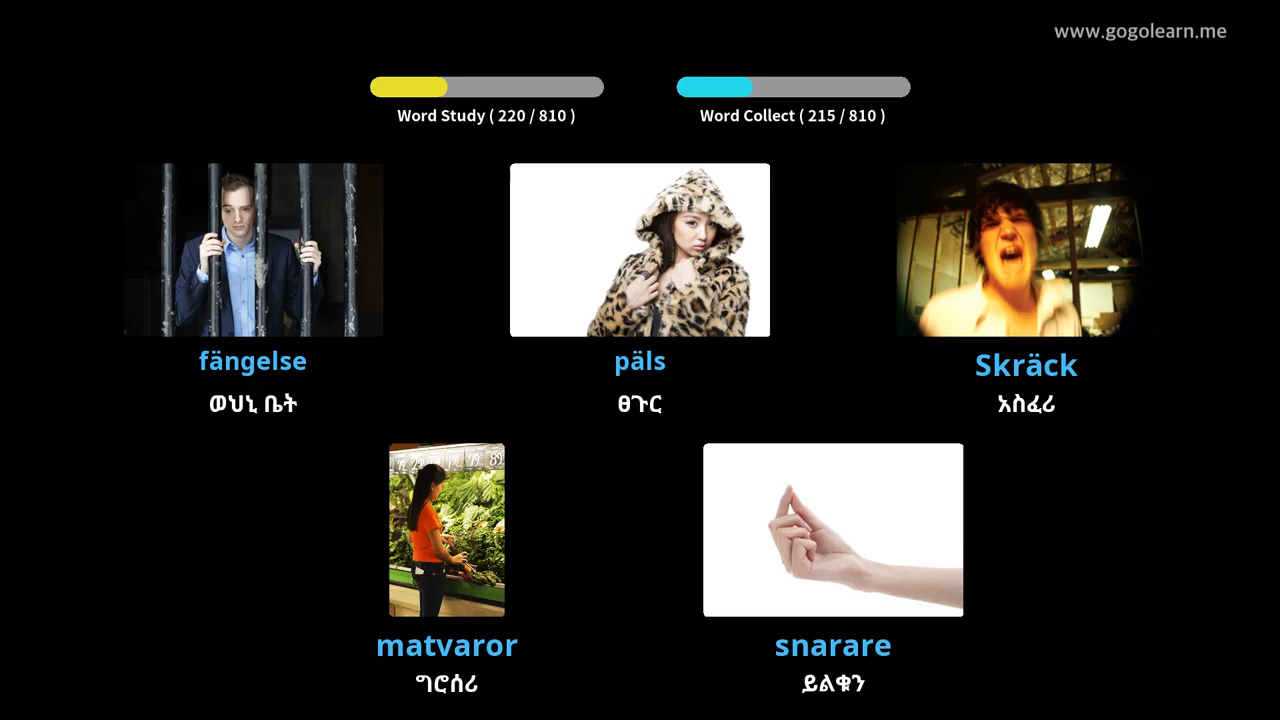 www.gogolearn.me
Word Study ( 220 / 810 )
Word Collect ( 215 / 810 )
fängelse
ወህኒ ቤት
päls
ፀጉር
Skräck
አስፈሪ
matvaror
ግሮሰሪ
snarare
ይልቁን